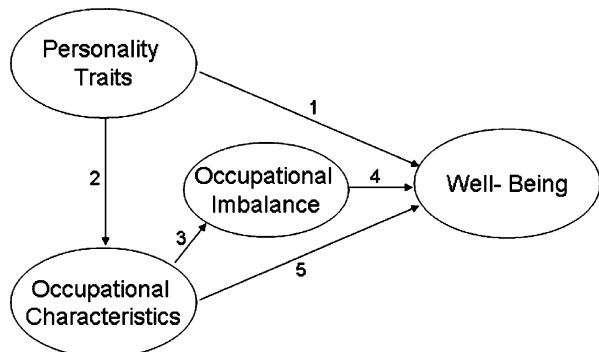 Personality
Traits
1
2
Occupational
Imbalance
4
Well- Being
3
5
Occupational
Characteristics